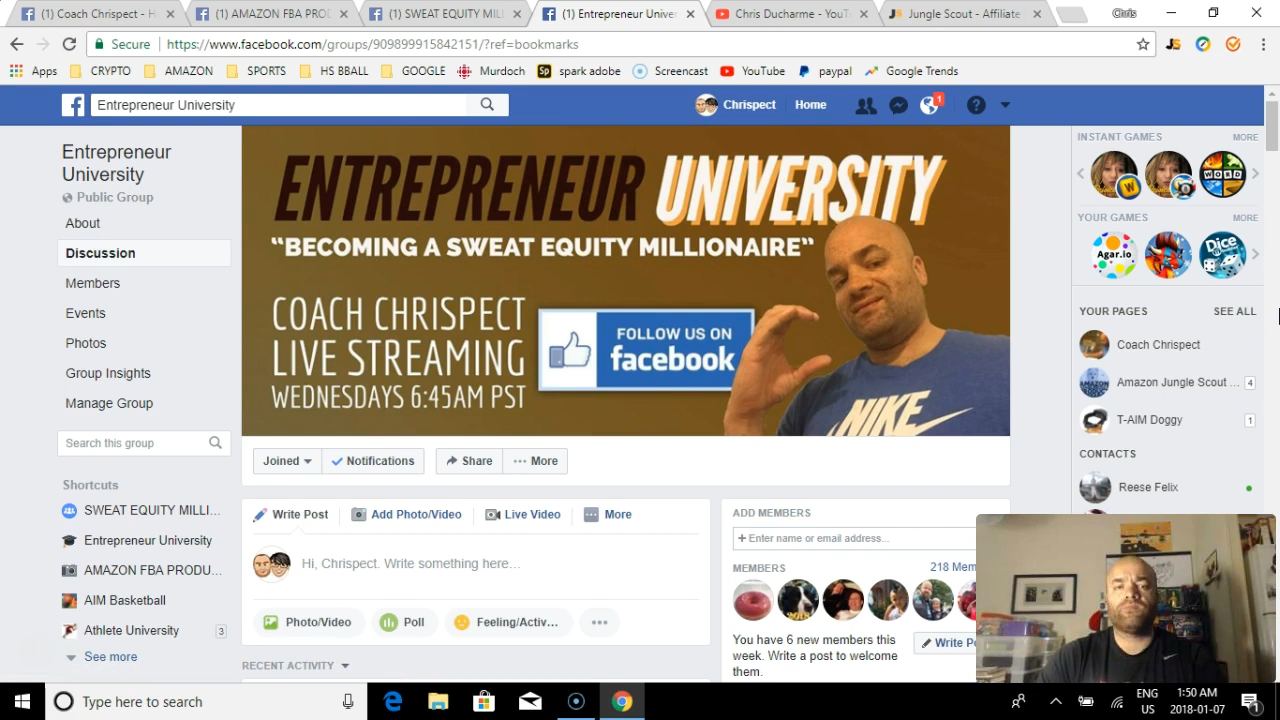 (1) Coach Chrispect - H
(1) AMAZON FBA PROD
(1) SWEAT EQUITY MILL
(1) Entrepreneur Univer
Chris Ducharme - YouT
JS Jungle Scout - Affiliate
Chris
Secure
https://www.facebook.com/groups/909899915842151/?ref=bookmarks
JS
Apps
CRYPTO
AMAZON
SPORTS
HS BBALL
GOOGLE
Murdoch
Sp spark adobe
Screencast
YouTube
paypal
Google Trends
Entrepreneur University
Chrispect
Home
1
Entrepreneur
University
Public Group
About
Discussion
Members
Events
Photos
Group Insights
Manage Group
Search this group
Shortcuts
SWEAT EQUITY MILLI...
Entrepreneur University
AMAZON FBA PRODU...
AIM Basketball
Athlete University 3
See more
ENTREPRENEUR UNIVERSITY
“BECOMING A SWEAT EQUITY MILLIONAIRE”
COACH CHRISPECT
LIVE STREAMING
WEDNESDAYS 6:45AM PST
FOLLOW US ON
facebook
NIKE
Joined
Notifications
Share
More
Write Post
Add Photo/Video
Live Video
More
Hi, Chrispect. Write something here...
Photo/Video
Poll
Feeling/Activ...
RECENT ACTIVITY
ADD MEMBERS
+ Enter name or email address...
MEMBERS
218 Mem
2018
You have 6 new members this
week. Write a post to welcome
them.
Write Po
INSTANT GAMES
MORE
W
WORD
YOUR GAMES
MORE
Agar.io
Dice
YOUR PAGES
SEE ALL
Coach Chrispect
AMAZON
Amazon Jungle Scout ... 4
T-AIM Doggy 1
CONTACTS
Reese Felix
Type here to search
ENG
US
1:50 AM
2018-01-07
1